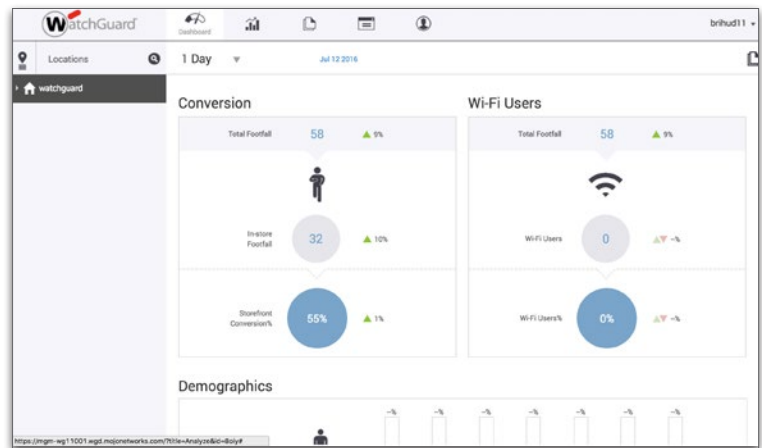 WatchGuard
Dashboard
brihud11
Locations
1 Day
Jul 12 2016
watchguard
Conversion
Wi-Fi Users
Total Footfall 58 9%
Total Footfall 58 9%
In-store
Footfall
32 10%
Wi-Fi Users 0 -%
Storefront
Conversion%
55% 1%
Wi-Fi Users% 0% -%
Demographics
-% -% -% -% -% -% -%
https://mgm-wg11001.wgd.mojonetworks.com/?title=Analyze&id=Boiy#